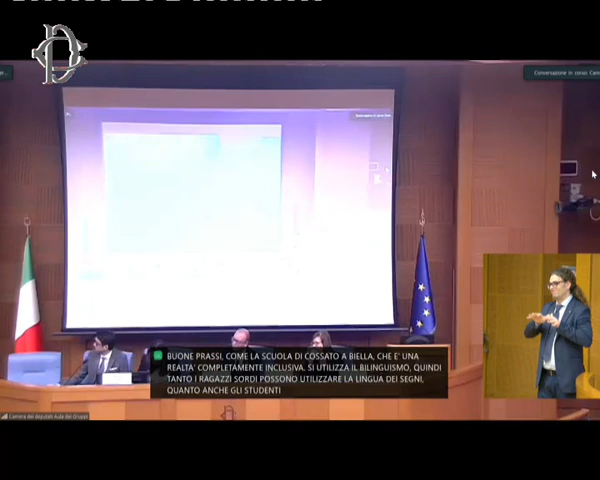 Conversazione in corso Cam
BUONE PRASSI, COME LA SCUOLA DI COSSATO A BIELLA, CHE E' UNA
REALTA' COMPLETAMENTE INCLUSIVA. SI UTILIZZA IL BILINGUISMO, QUINDI
TANTO I RAGAZZI SORDI POSSONO UTILIZZARE LA LINGUA DEI SEGNI,
QUANTO ANCHE GLI STUDENTI
Camera dei deputati Aula dei Gruppi